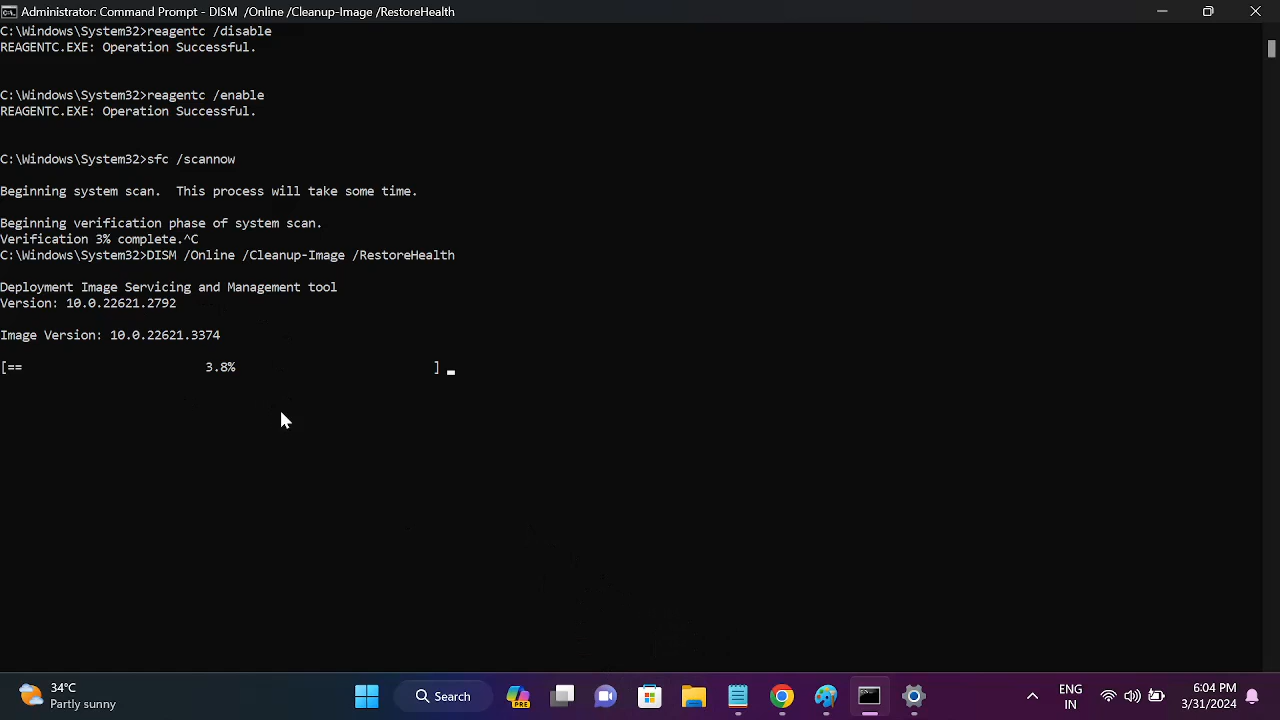 Administrator: Command Prompt - DISM  /Online /Cleanup-Image /RestoreHealth
C:\Windows\System32>reagentc /disable
REAGENTC.EXE: Operation Successful.
C:\Windows\System32>reagentc /enable
REAGENTC.EXE: Operation Successful.
C:\Windows\System32>sfc /scannow
Beginning system scan.  This process will take some time.
Beginning verification phase of system scan.
Verification 3% complete.^C
C:\Windows\System32>DISM /Online /Cleanup-Image /RestoreHealth
Deployment Image Servicing and Management tool
Version: 10.0.22621.2792
Image Version: 10.0.22621.3374
[==                         3.8%                           ]
34°C
Partly sunny
Search
PRE
ENG
IN
6:04 PM
3/31/2024